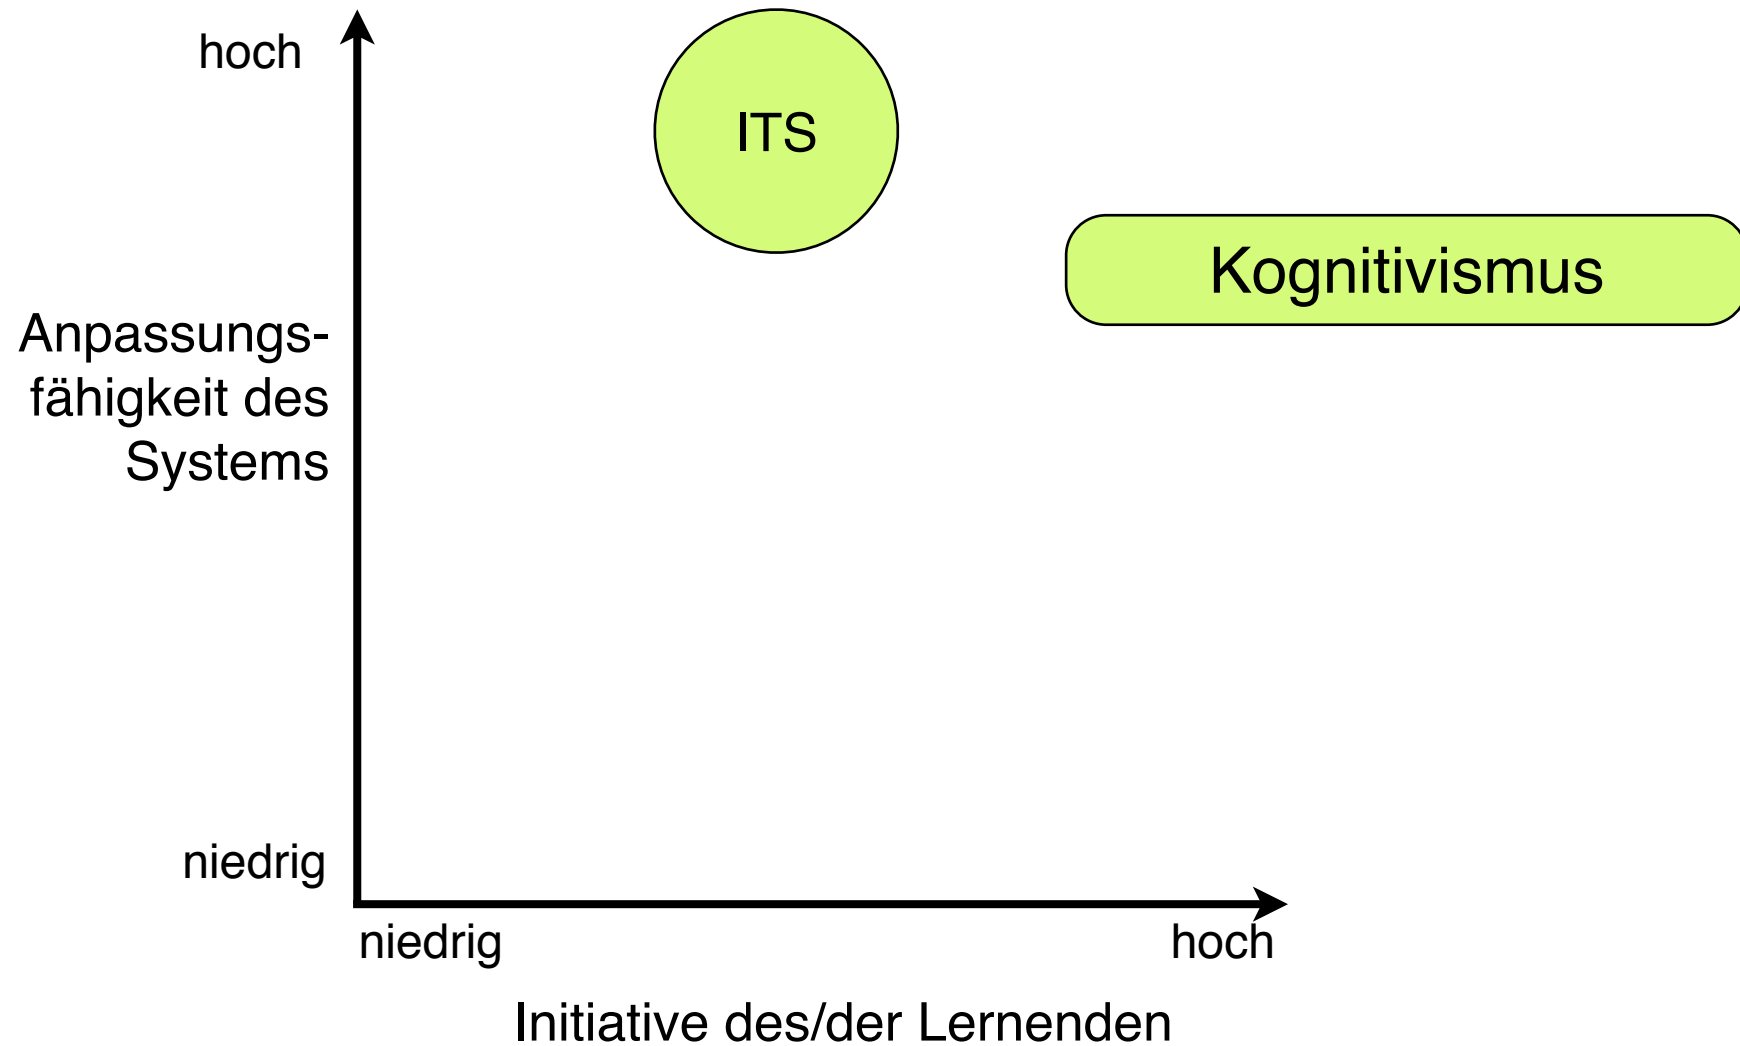 hoch
ITS
Kognitivismus
Anpassungs-
fähigkeit des
Systems
niedrig
niedrig
hoch
Initiative des/der Lernenden